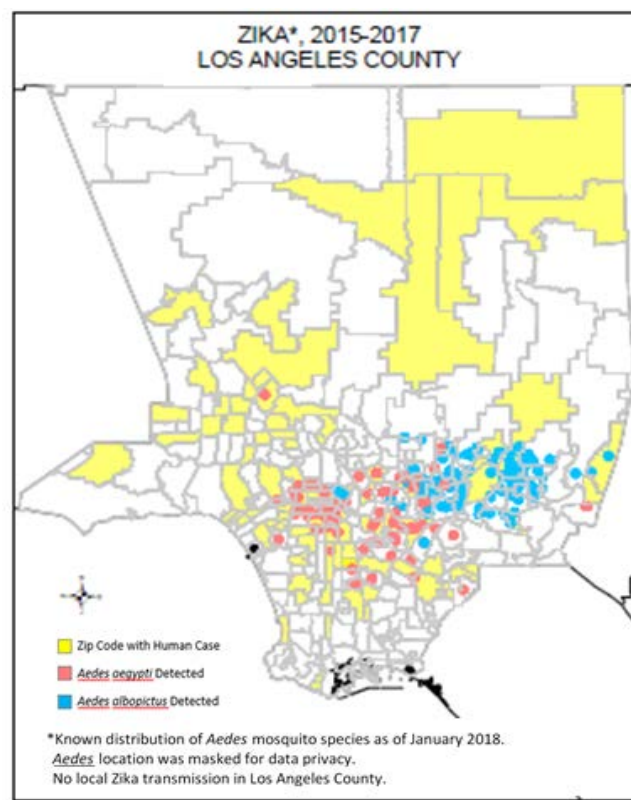 ZIKA*, 2015-2017
LOS ANGELES COUNTY
Zip Code with Human Case
Aedes aegypti Detected
Aedes albopictus Detected
*Known distribution of Aedes mosquito species as of January 2018.
Aedes location was masked for data privacy.
No local Zika transmission in Los Angeles County.